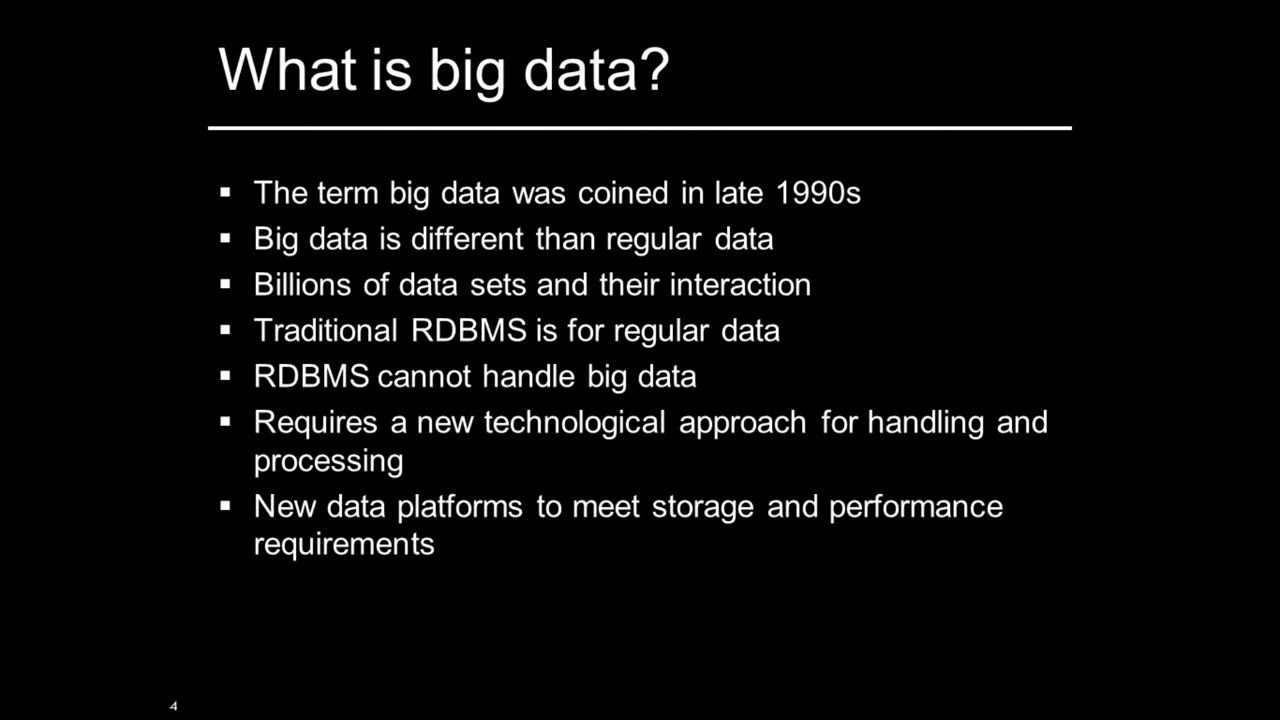 What is big data?
▪ The term big data was coined in late 1990s
▪ Big data is different than regular data
▪ Billions of data sets and their interaction
▪ Traditional RDBMS is for regular data
▪ RDBMS cannot handle big data
▪ Requires a new technological approach for handling and
processing
▪ New data platforms to meet storage and performance
requirements
4